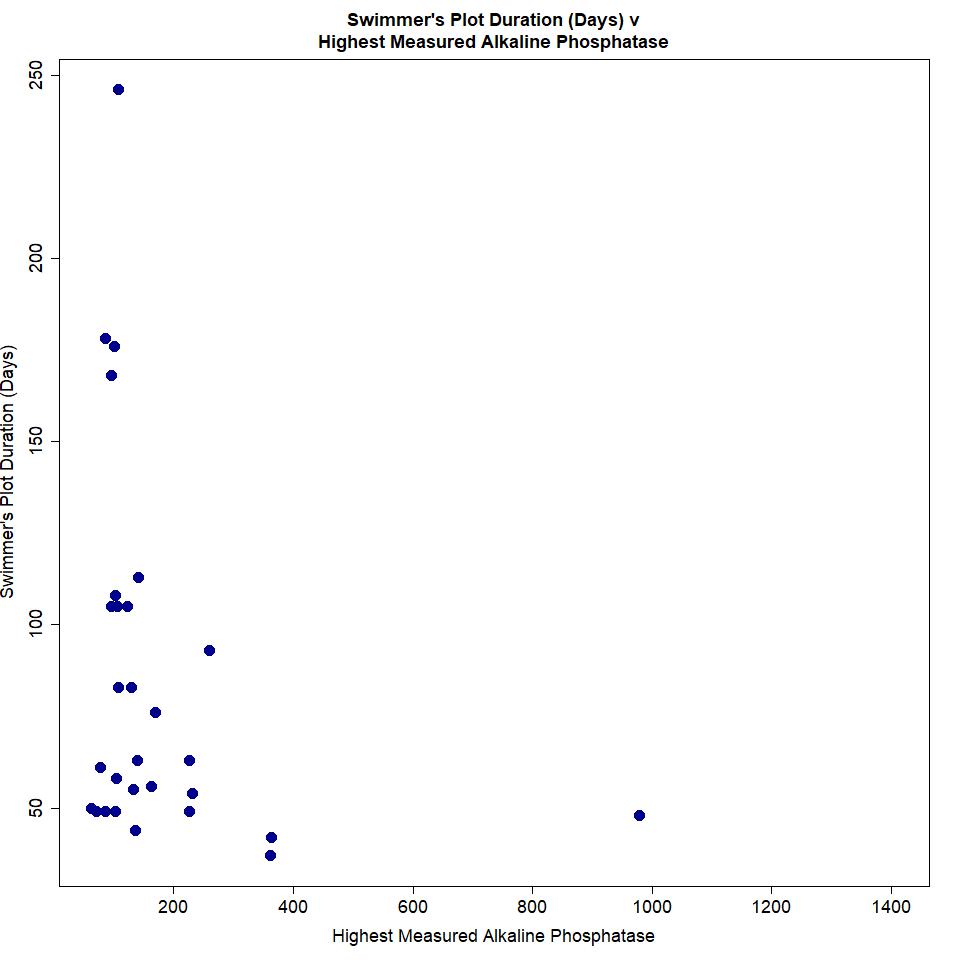 Swimmer's Plot Duration (Days) v
Highest Measured Alkaline Phosphatase
250
200
150
100
50
Swimmer's Plot Duration (Days)
200 400 600 800 1000 1200 1400
Highest Measured Alkaline Phosphatase